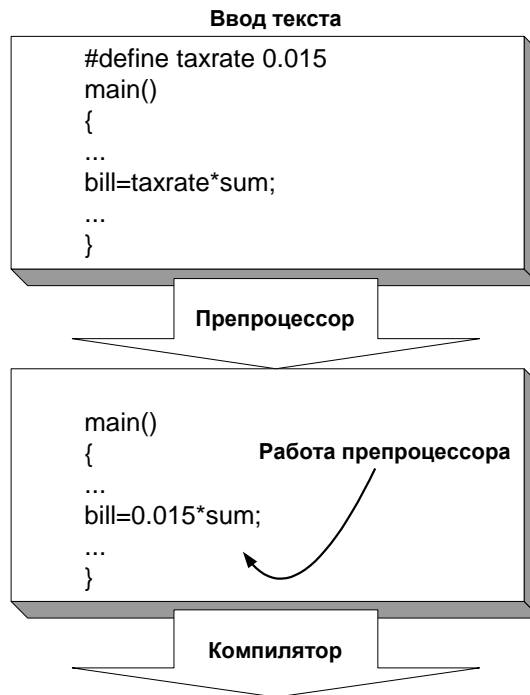 Ввод текста
#define taxrate 0.015
main()
{
...
bill=taxrate*sum;
...
}
Препроцессор
main()
{
Работа препроцессора
...
bill=0.015*sum;
...
}
Компилятор